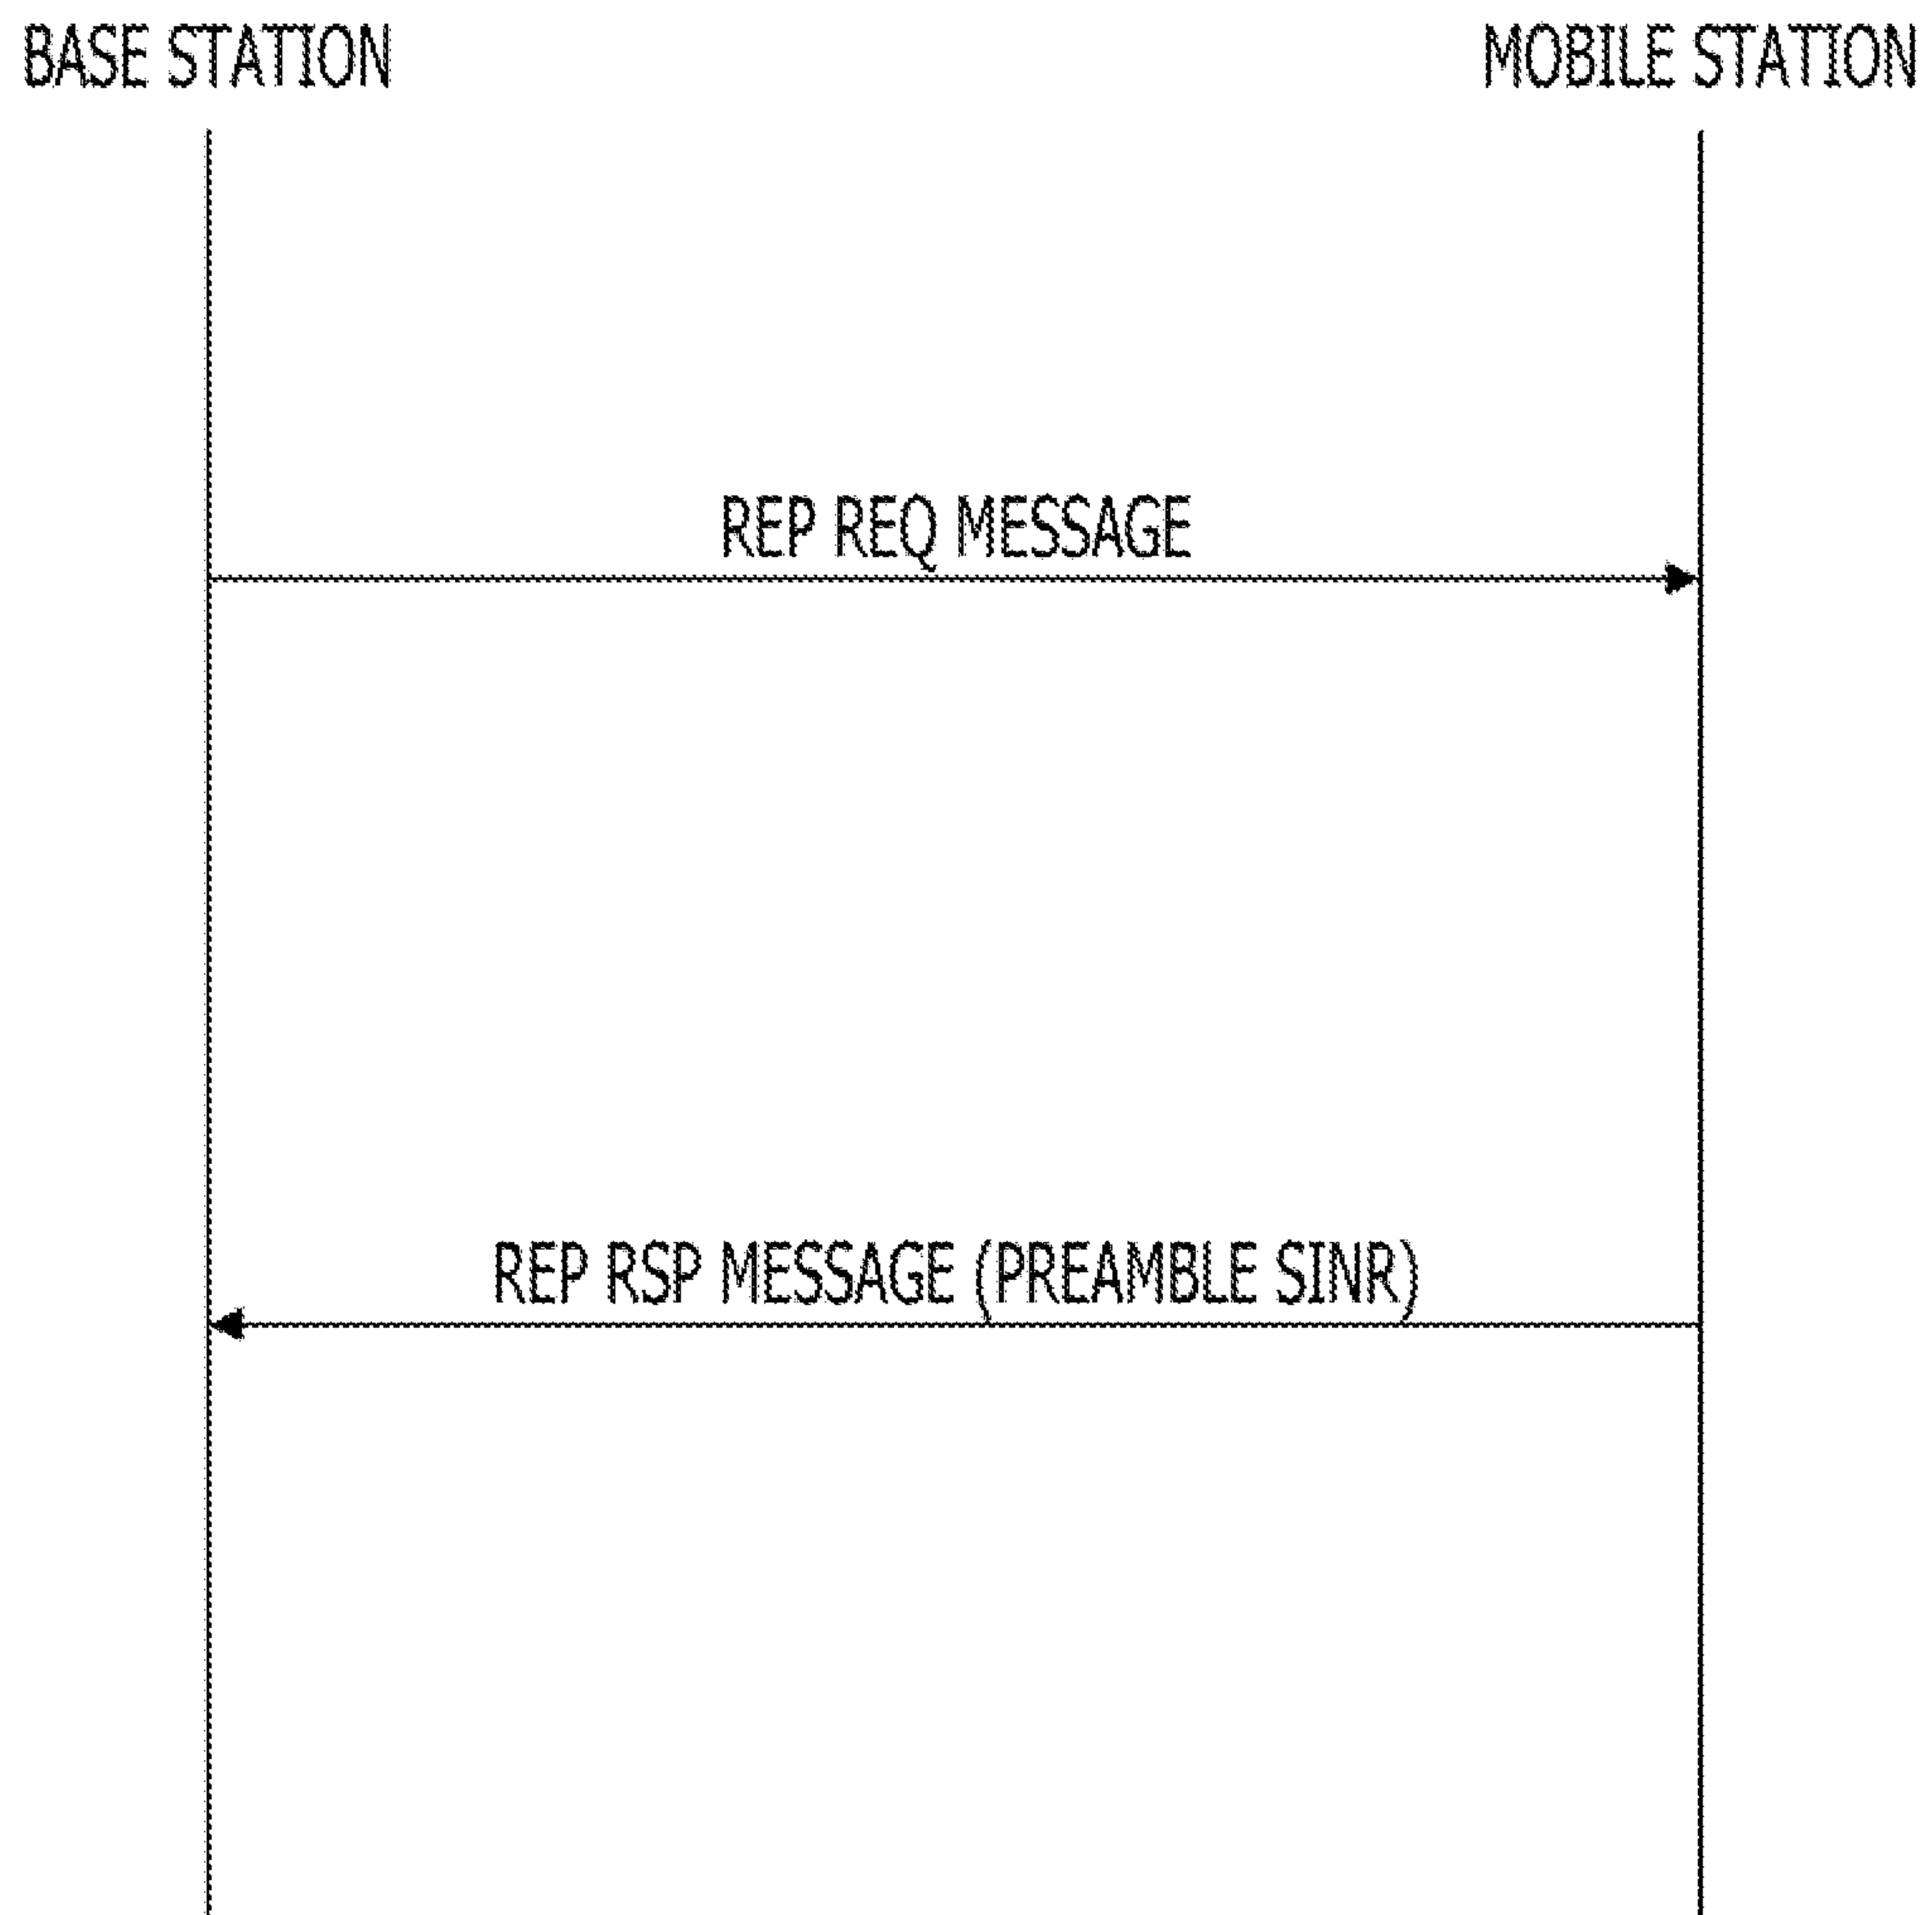 BASE STATION
MOBILE STATION
REP REQ MESSAGE
REP RSP MESSAGE (PREAMBLE SINR)